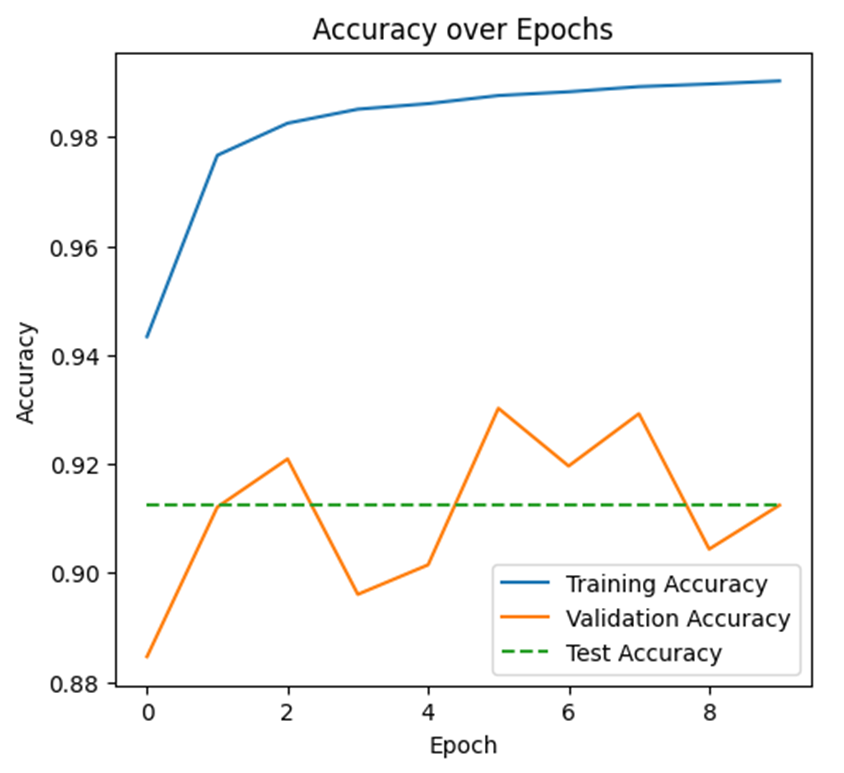 Accuracy over Epochs
Accuracy
0.98
0.96
0.94
0.92
0.90
0.88
Training Accuracy
Validation Accuracy
Test Accuracy
0 2 4 6 8
Epoch